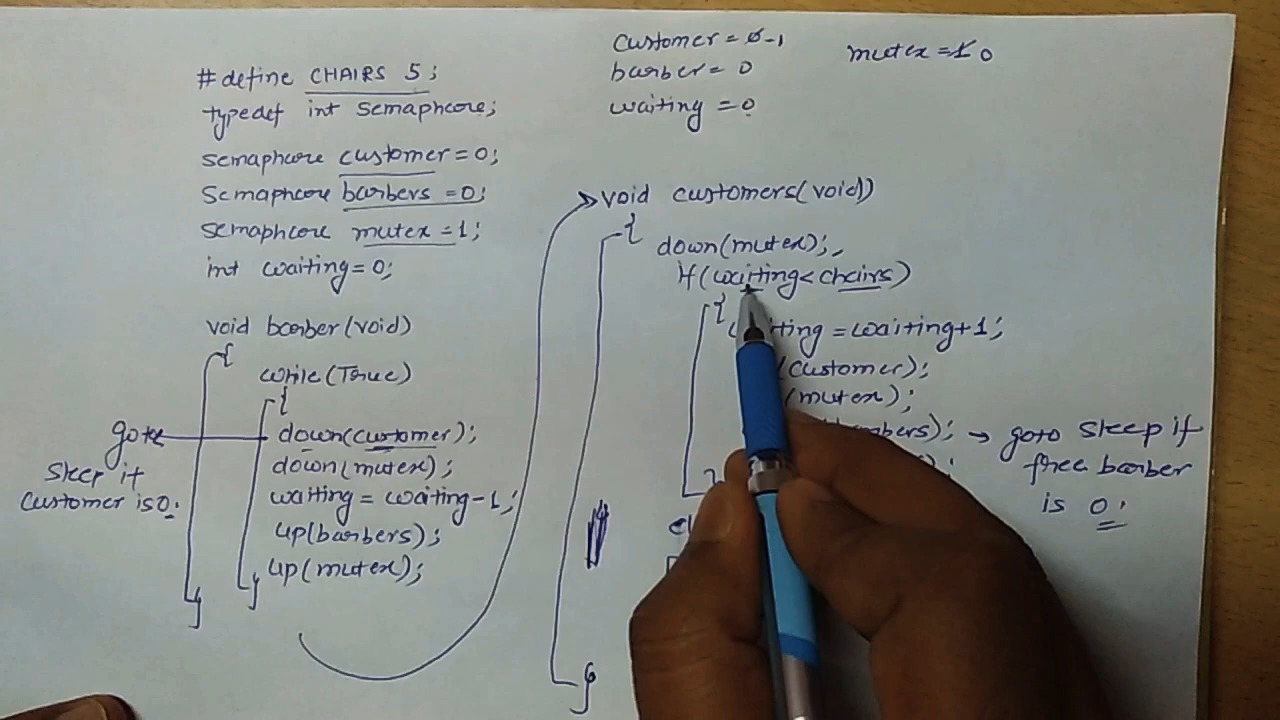 #define CHAIRS 5;
typedef int semaphore;
semaphore customer=0;
semaphore barbers=0;
semaphore mutex=1;
int waiting=0;
void barber(void)
{
while(True)
{
down(customer);
down(mutex);
waiting = waiting-1;
up(barbers);
up(mutex);
}
}
goto
sleep if
customer is 0.
customer = 0 -1
barber = 0
waiting = 0
mutex = 1 0
void customers(void)
{
down(mutex);
if(waiting<chairs)
{
=waiting+1;
(customer);
(mutex);
);
);
}
}
→ goto sleep if
free barber
is 0.